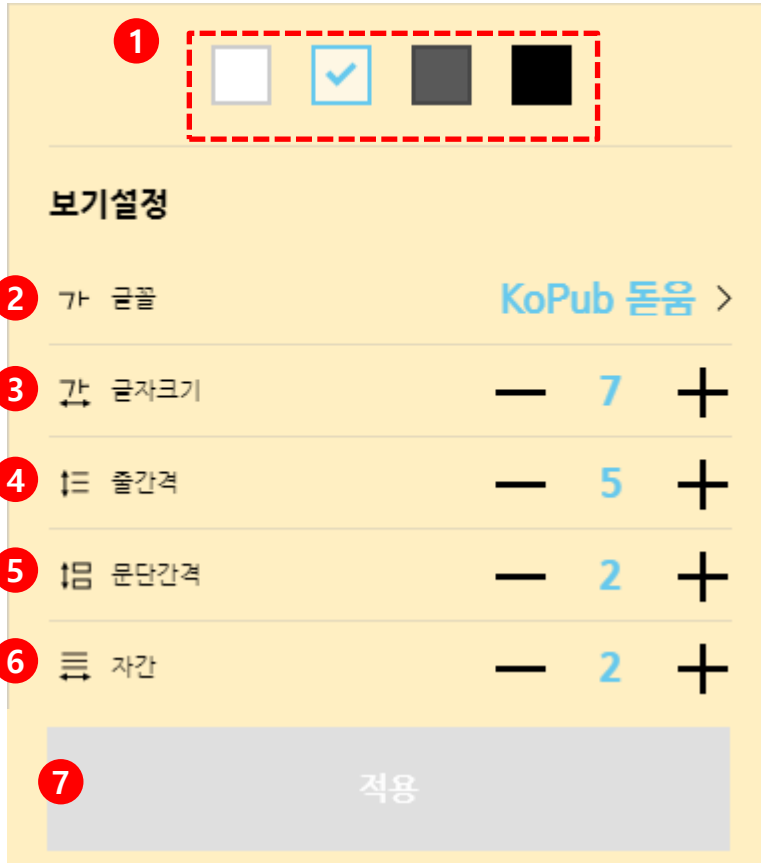 1
보기설정
2 가 글꼴 KoPub 돋움 >
3 가 글자크기 — 7 +
4 줄간격 — 5 +
5 문단간격 — 2 +
6 자간 — 2 +
7 적용